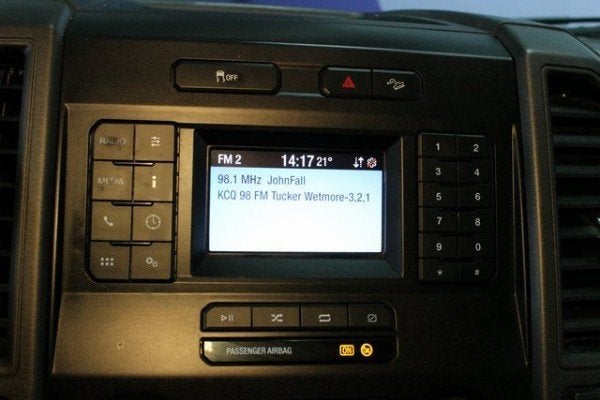 OFF
RADIO
MEDIA
i
FM 2 14:17 21°
98.1 MHz JohnFall
KCQ 98 FM Tucker Wetmore-3,2,1
1 2
3 4
5 6
7 8
9 0
* #
PASSENGER AIRBAG ON